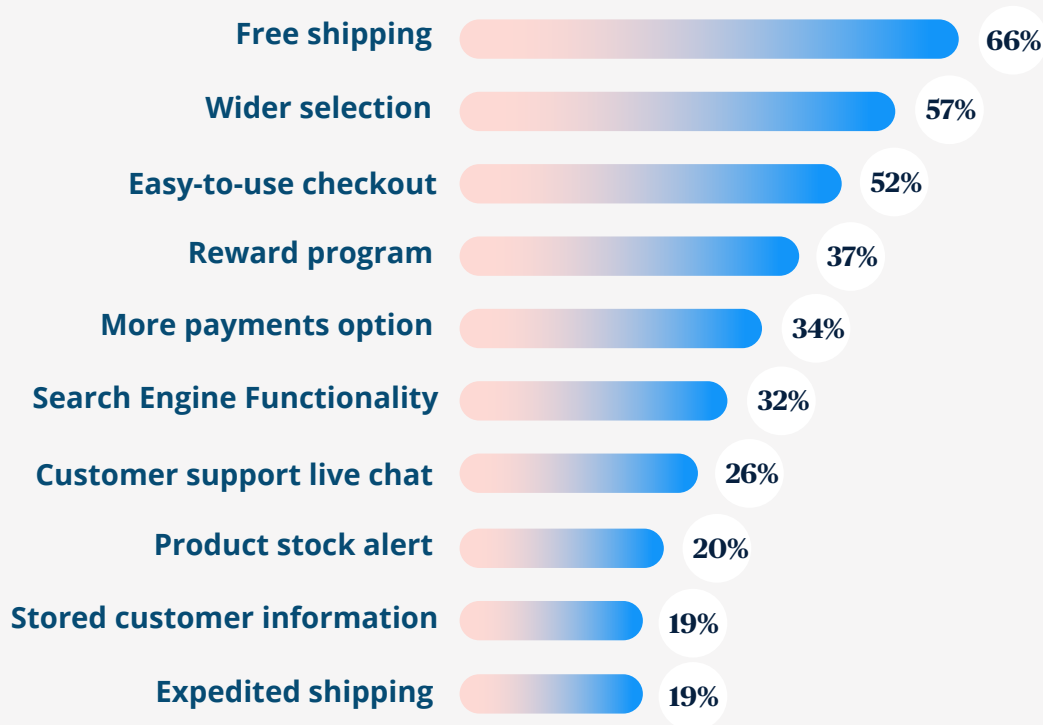 Free shipping 66%
Wider selection 57%
Easy-to-use checkout 52%
Reward program 37%
More payments option 34%
Search Engine Functionality 32%
Customer support live chat 26%
Product stock alert 20%
Stored customer information 19%
Expedited shipping 19%